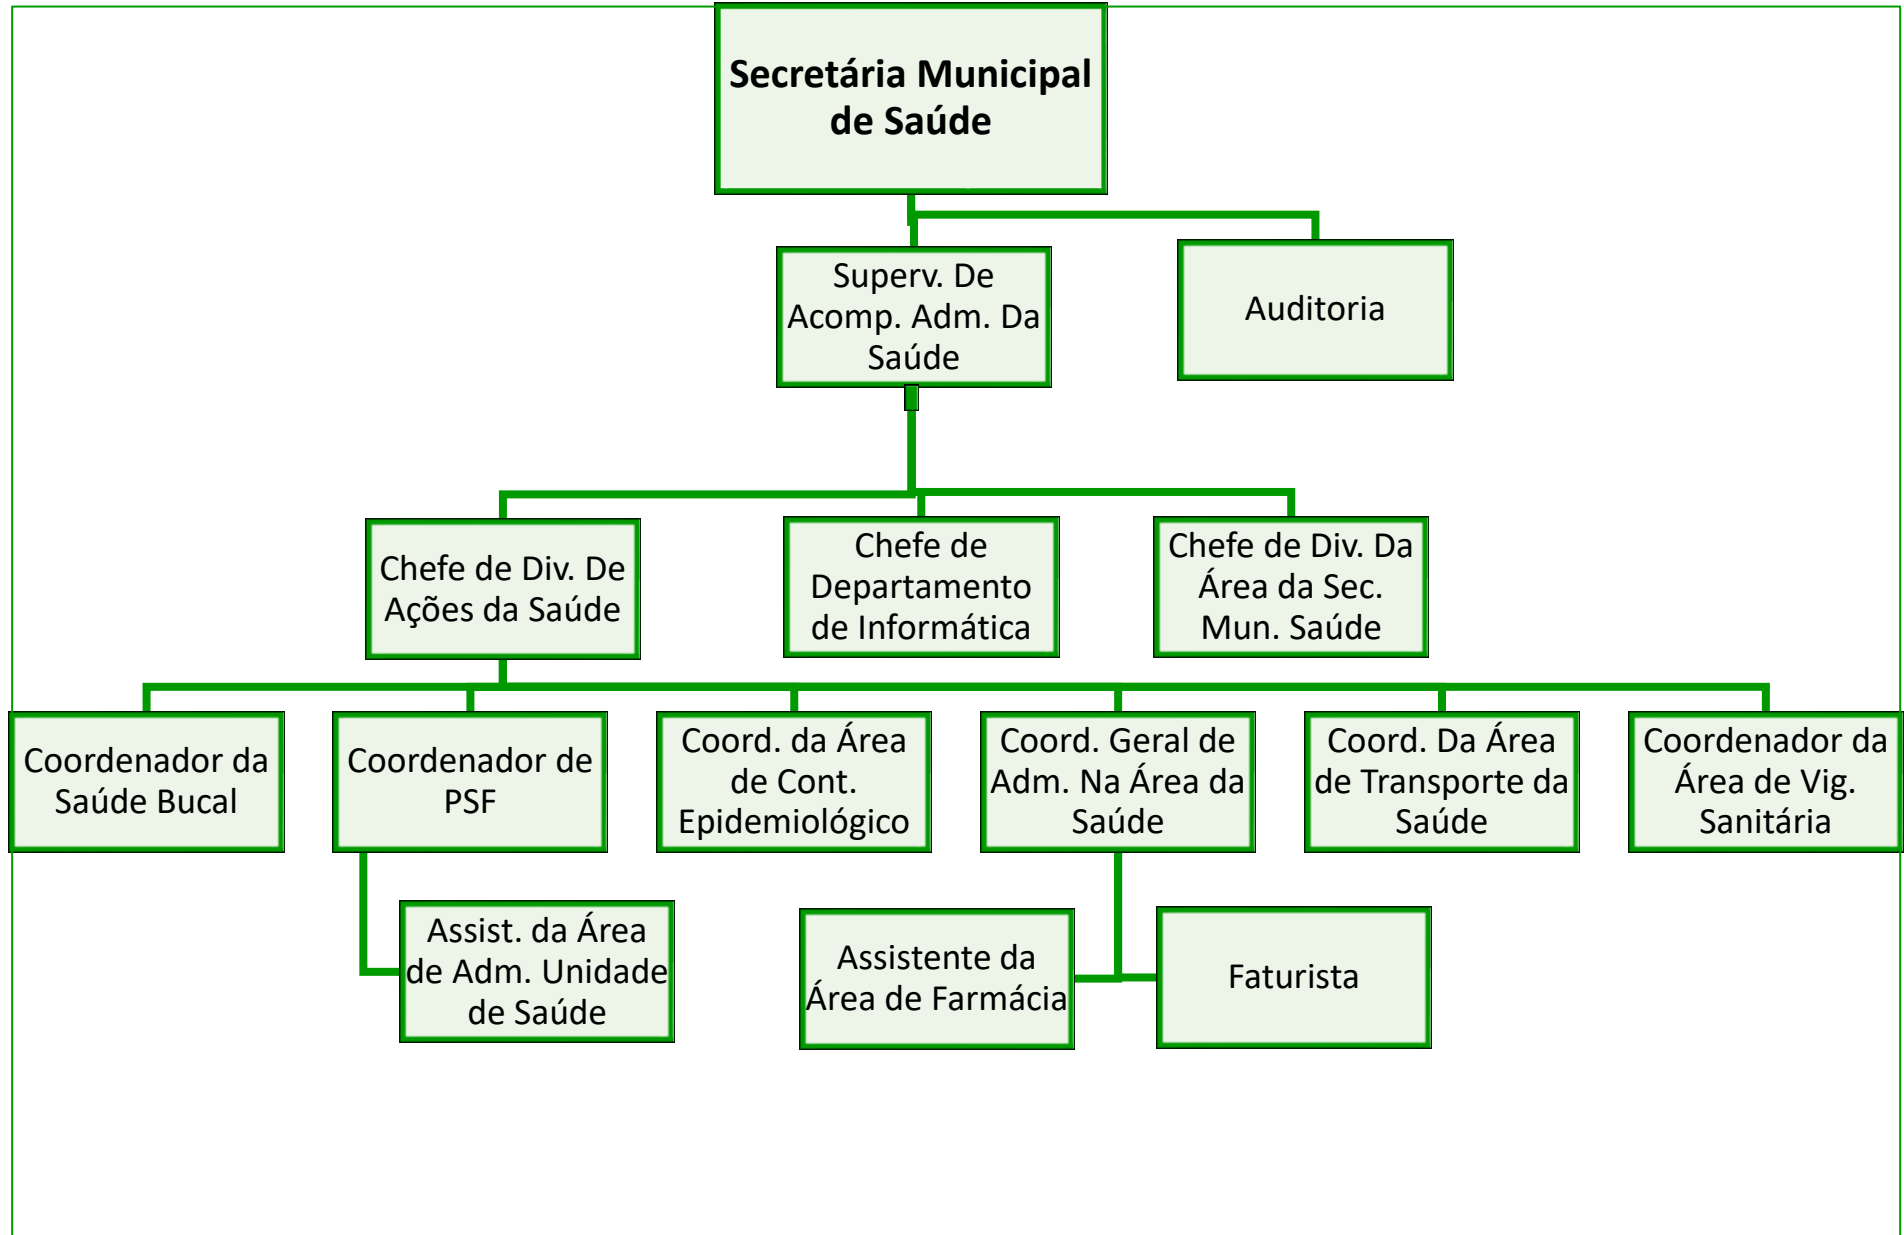 Secretária Municipal
de Saúde
Superv. De
Acomp. Adm. Da
Saúde
Auditoria
Chefe de Div. De
Ações da Saúde
Chefe de
Departamento
de Informática
Chefe de Div. Da
Área da Sec.
Mun. Saúde
Coordenador da
Saúde Bucal
Coordenador de
PSF
Coord. da Área
de Cont.
Epidemiológico
Coord. Geral de
Adm. Na Área da
Saúde
Coord. Da Área
de Transporte da
Saúde
Coordenador da
Área de Vig.
Sanitária
Assist. da Área
de Adm. Unidade
de Saúde
Assistente da
Área de Farmácia
Faturista